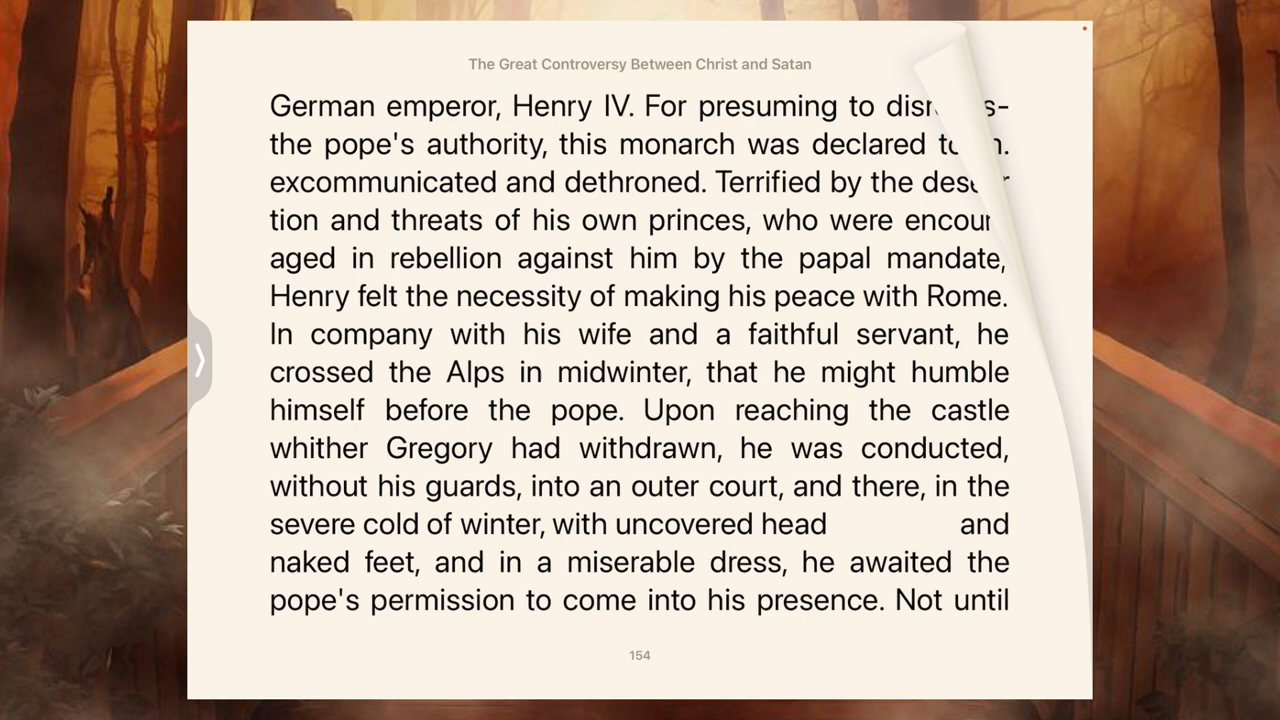 The Great Controversy Between Christ and Satan
German emperor, Henry IV. For presuming to
the pope's authority, this monarch was declared
excommunicated and dethroned. Terrified by the
tion and threats of his own princes, who were encour
aged in rebellion against him by the papal mandate,
Henry felt the necessity of making his peace with Rome.
In company with his wife and a faithful servant, he
crossed the Alps in midwinter, that he might humble
himself before the pope. Upon reaching the castle
whither Gregory had withdrawn, he was conducted,
without his guards, into an outer court, and there, in the
severe cold of winter, with uncovered head and
naked feet, and in a miserable dress, he awaited the
pope's permission to come into his presence. Not until
154